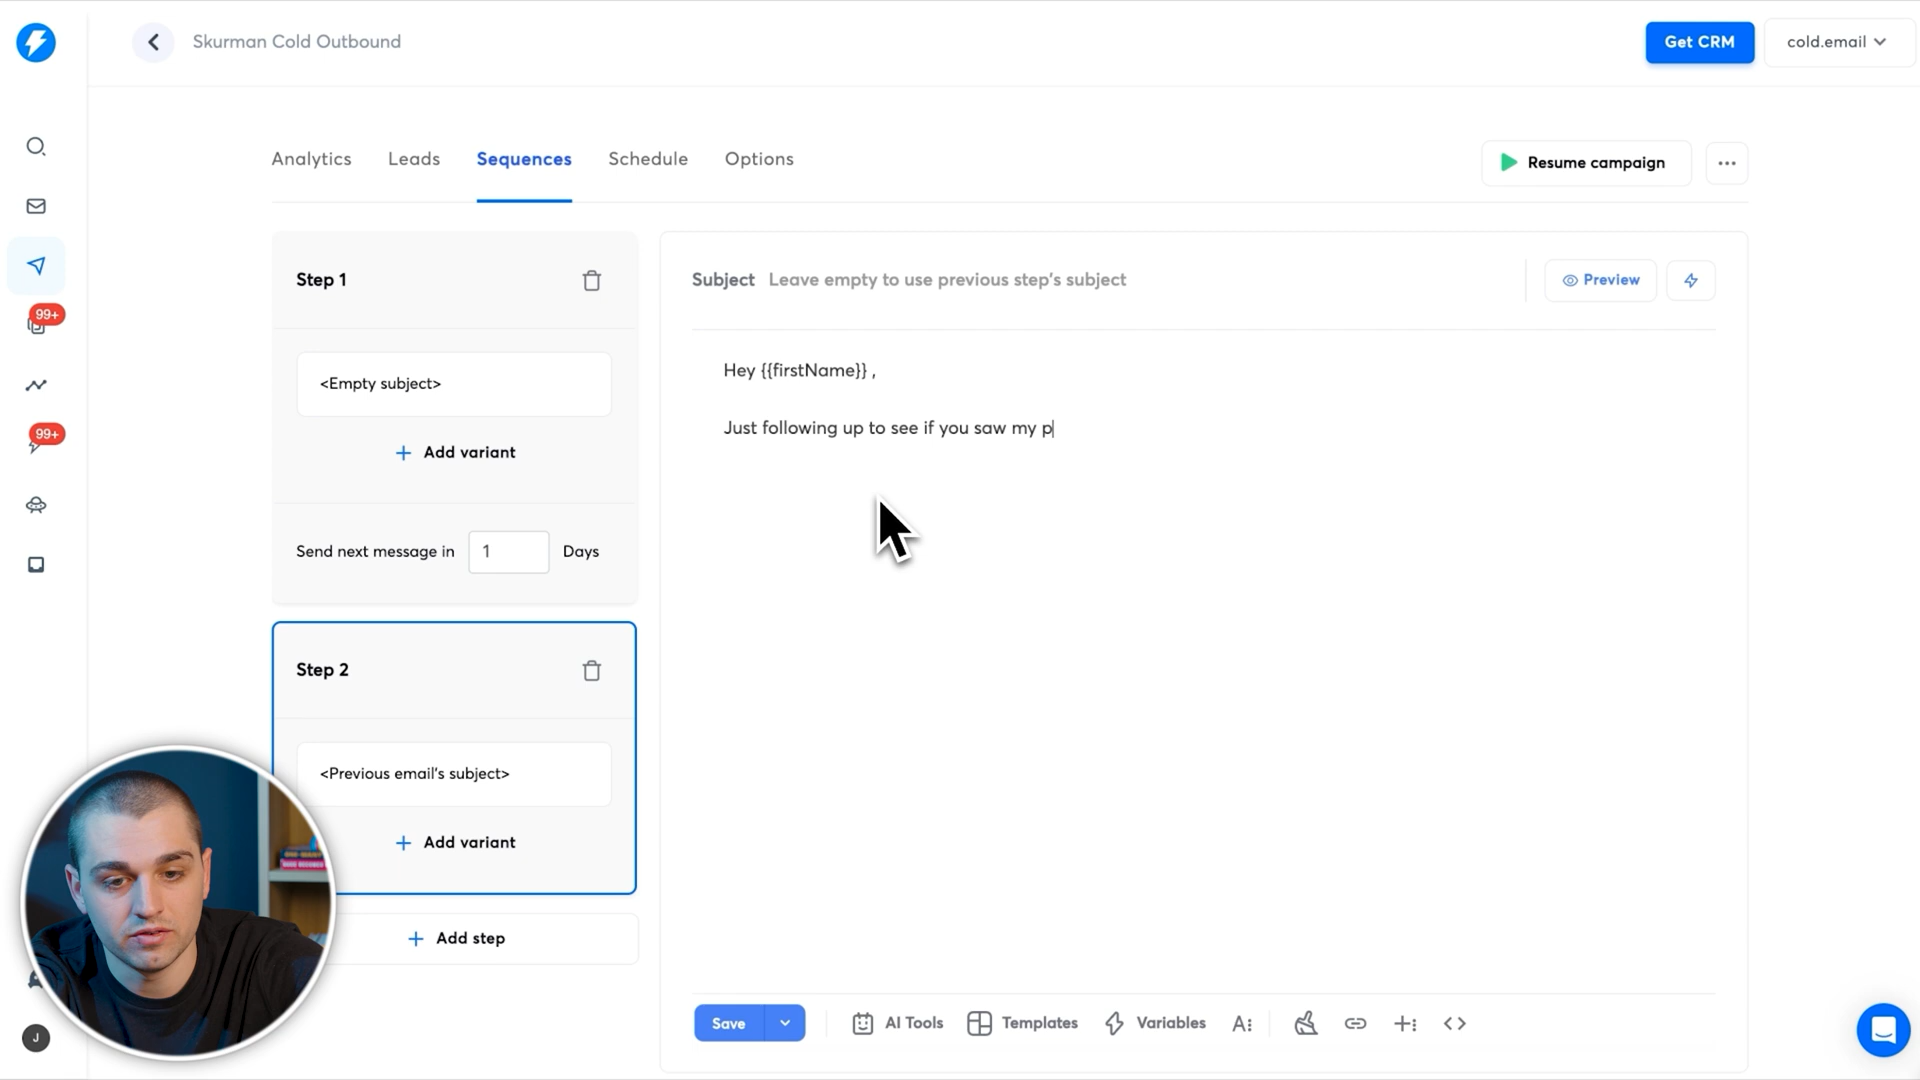 Skurman Cold Outbound
Get CRM
cold.email
Analytics
Leads
Sequences
Schedule
Options
Resume campaign
Step 1
Subject Leave empty to use previous step's subject
Preview
99+
Hey {{firstName}} ,
<Empty subject>
Just following up to see if you saw my p
99+
Add variant
Send next message in 1 Days
Step 2
<Previous email's subject>
Add variant
Add step
Save
AI Tools
Templates
Variables
J